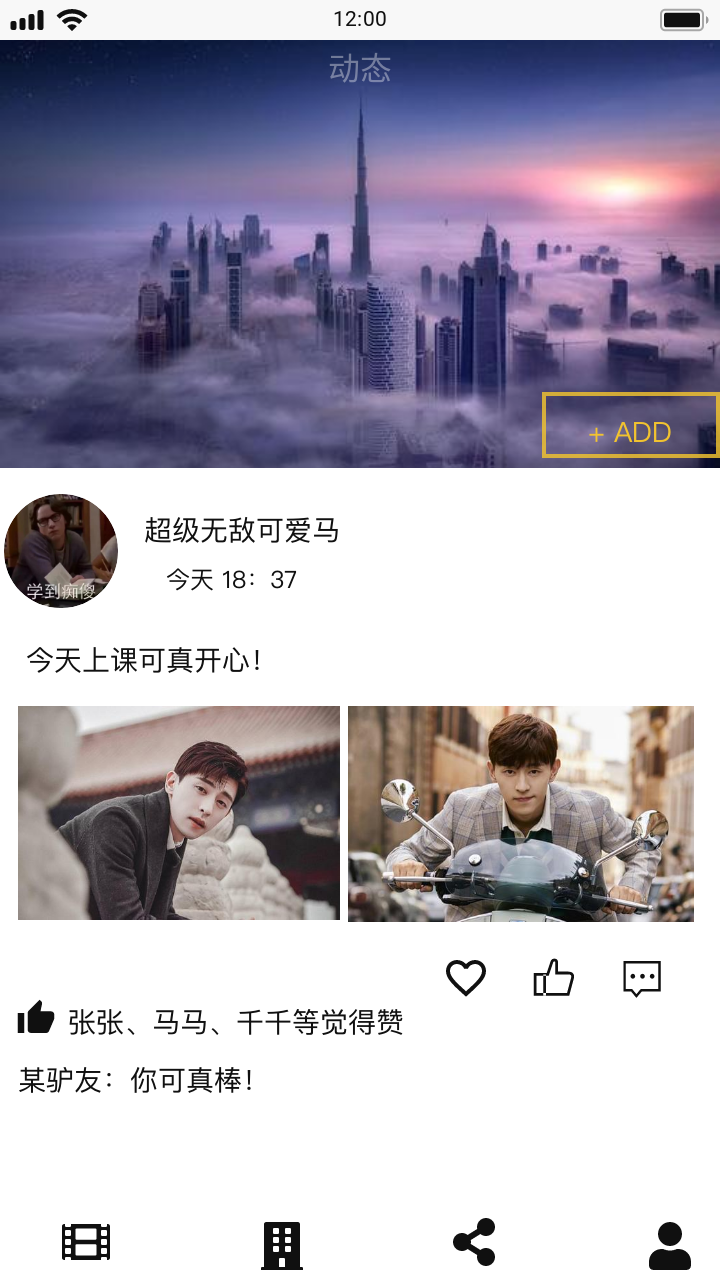 12:00
动态
+ ADD
超级无敌可爱马
今天 18：37
学到痴傻
今天上课可真开心！
张张、马马、千千等觉得赞
某驴友：你可真棒！